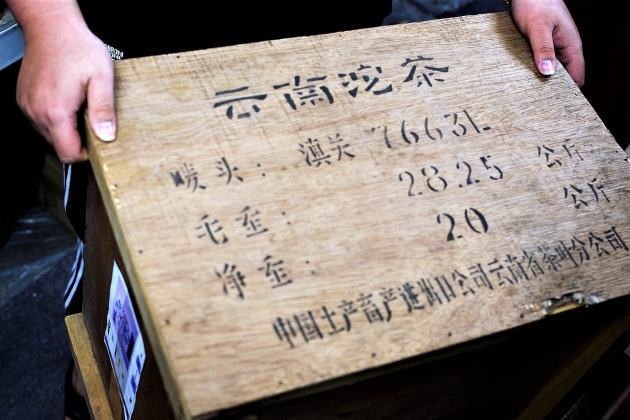 云南沱茶
唛头：滇关 7663L
毛重：28.25 公斤
净重：20 公斤
中国土产畜产进出口公司云南省茶叶分公司